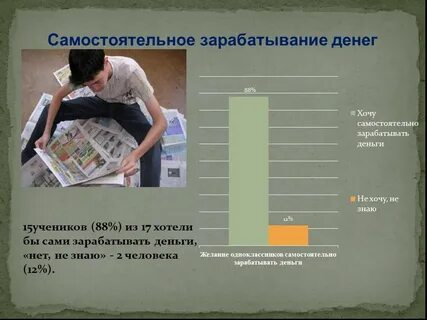 Самостоятельное зарабатывание денег
88%
12%
Желание одноклассников самостоятельно
зарабатывать деньги
Хочу
самостоятельно
зарабатывать
деньги
Не хочу, не
знаю
15учеников (88%) из 17 хотели
бы сами зарабатывать деньги,
«нет, не знаю» - 2 человека
(12%).